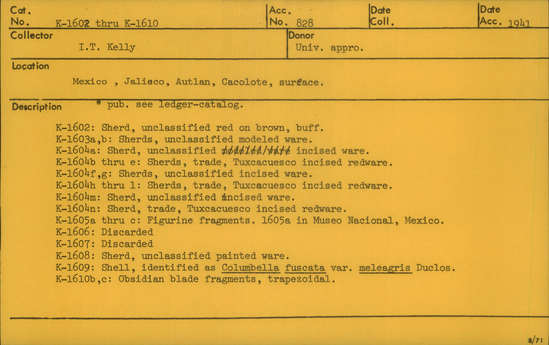 Cat. No. K-1602 thru K-1610 Acc. No. 828 Date Coll. Date Acc. 1941
Collector I.T. Kelly Donor Univ. appro.
Location
Mexico , Jalisco, Autlan, Cacolote, surface.
Description * pub. see ledger-catalog.
K-1602: Sherd, unclassified red on brown, buff.
K-1603a,b: Sherds, unclassified modeled ware.
K-1604a: Sherd, unclassified incised ware.
K-1604b thru e: Sherds, trade, Tuxcacuesco incised redware.
K-1604f,g: Sherds, unclassified incised ware.
K-1604h thru l: Sherds, trade, Tuxcacuesco incised redware.
K-1604m: Sherd, unclassified incised ware.
K-1604n: Sherd, trade, Tuxcacuesco incised redware.
K-1605a thru c: Figurine fragments. 1605a in Museo Nacional, Mexico.
K-1606: Discarded
K-1607: Discarded
K-1608: Sherd, unclassified painted ware.
K-1609: Shell, identified as Columbella fuscata var. meleagris Duclos.
K-1610b,c: Obsidian blade fragments, trapezoidal.
8/71